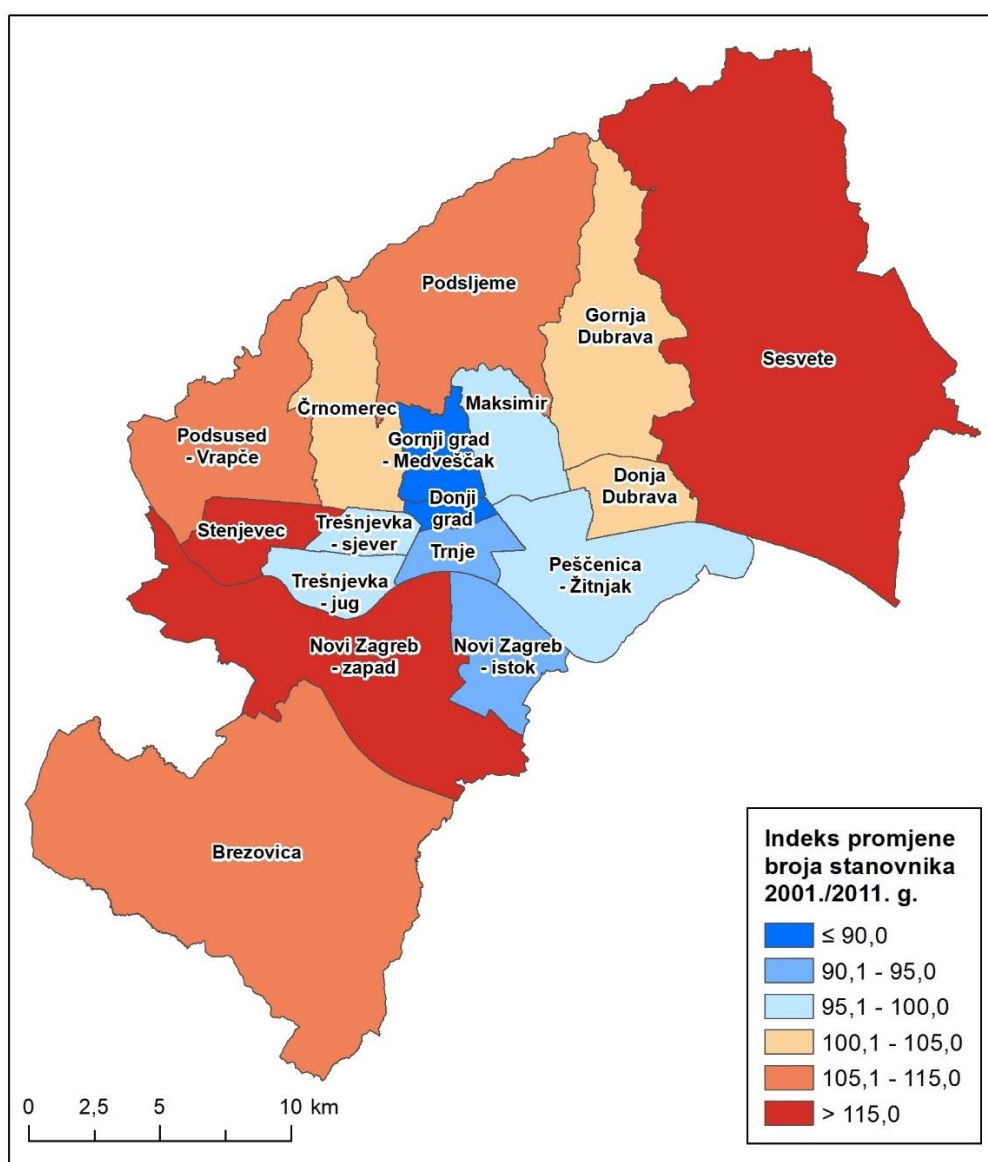 Podsljeme
Gornja
Dubrava
Sesvete
Črnomerec
Maksimir
Podsused
- Vrapče
Gornji grad
- Medveščak
Donja
Dubrava
Donji
grad
Stenjevec
Trešnjevka
- sjever
Trnje
Peščenica
- Žitnjak
Trešnjevka
- jug
Novi Zagreb
- zapad
Novi Zagreb
- istok
Brezovica
Indeks promjene
broja stanovnika
2001./2011. g.
≤ 90,0
90,1 - 95,0
95,1 - 100,0
100,1 - 105,0
105,1 - 115,0
> 115,0
0 2,5 5 10 km